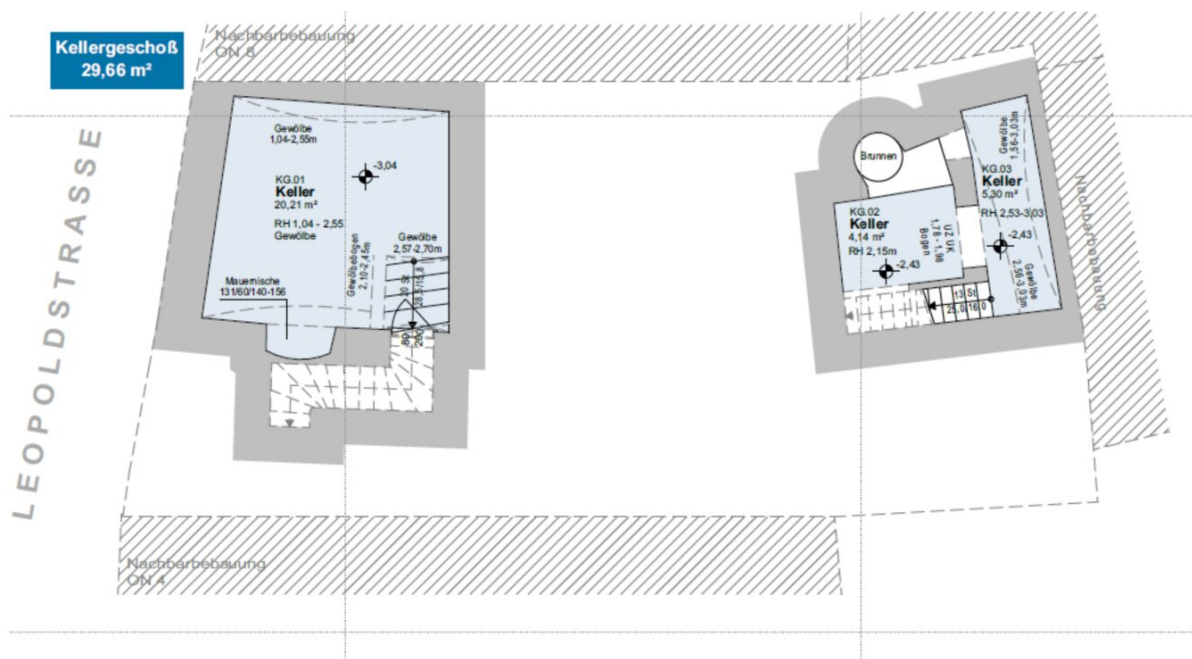 Kellergeschoß
29,66 m²
Nachbarbebauung
ON 8
LEOPOLDSTRASSE
Gewölbe
1,04-2,55m
-3,04
KG.01
Keller
20,21 m²
RH 1,04 - 2,55
Gewölbe
Gewölbebogen
2,10-2,45m
Gewölbe
2,57-2,70m
20 St
Mauernische
131/60/140-156
80
200
Brunnen
KG.02
Keller
4,14 m²
RH 2,15m
-2,43
UZ UK
1,78 - 1,98
Bogen
Gewölbe
1,56-3,03m
KG.03
Keller
5,30 m²
RH 2,53-3,03
-2,43
Gewölbe
2,56-3,03m
13 St
25,0/16,0
Nachbarbebauung
Nachbarbebauung
ON 4